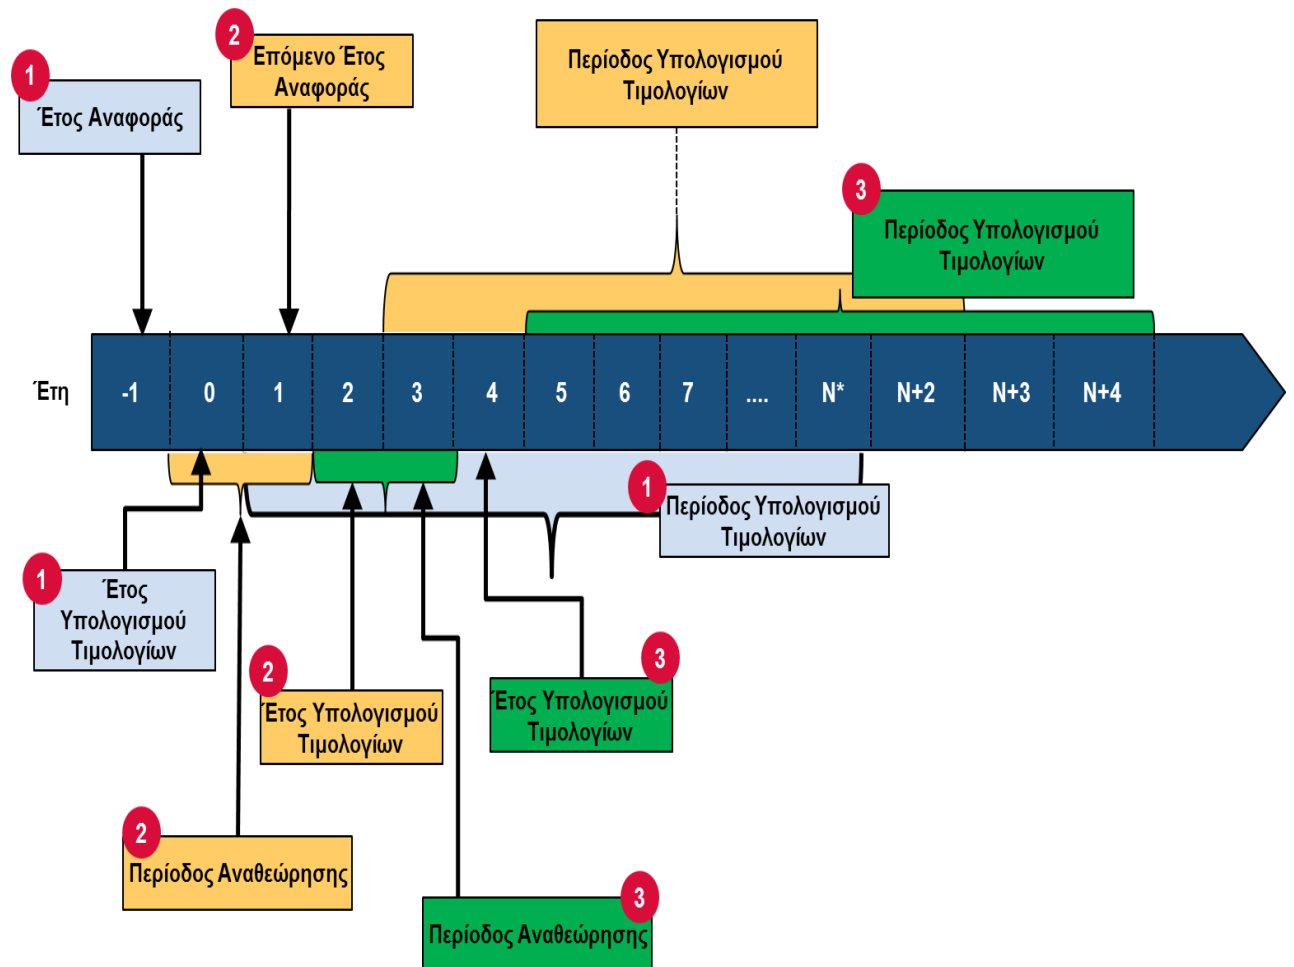 1
Έτος Αναφοράς
2
Επόμενο Έτος
Αναφοράς
Περίοδος Υπολογισμού
Τιμολογίων
3
Περίοδος Υπολογισμού
Τιμολογίων
Έτη -1 0 1 2 3 4 5 6 7 .... N* N+2 N+3 N+4
1
Περίοδος Υπολογισμού
Τιμολογίων
1
Έτος
Υπολογισμού
Τιμολογίων
2
Έτος Υπολογισμού
Τιμολογίων
3
Έτος Υπολογισμού
Τιμολογίων
2
Περίοδος Αναθεώρησης
3
Περίοδος Αναθεώρησης